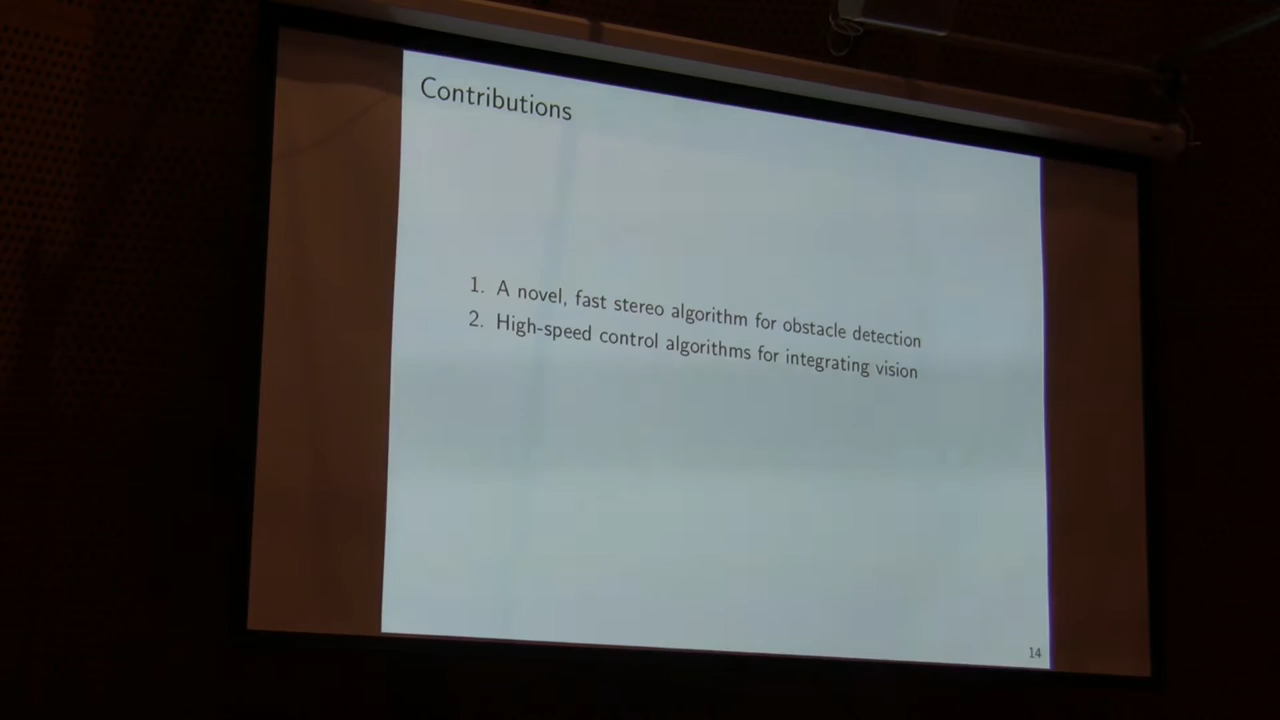 Contributions
1. A novel, fast stereo algorithm for obstacle detection
2. High-speed control algorithms for integrating vision
14